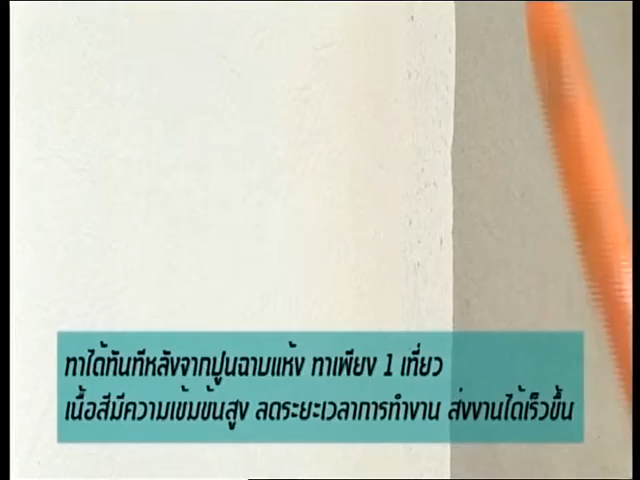 ทาได้ทันทีหลังจากปูนฉาบแห้ง ทาเพียง 1 เที่ยว
เนื้อสีมีความเข้มข้นสูง ลดระยะเวลาการทำงาน ส่งงานได้เร็วขึ้น